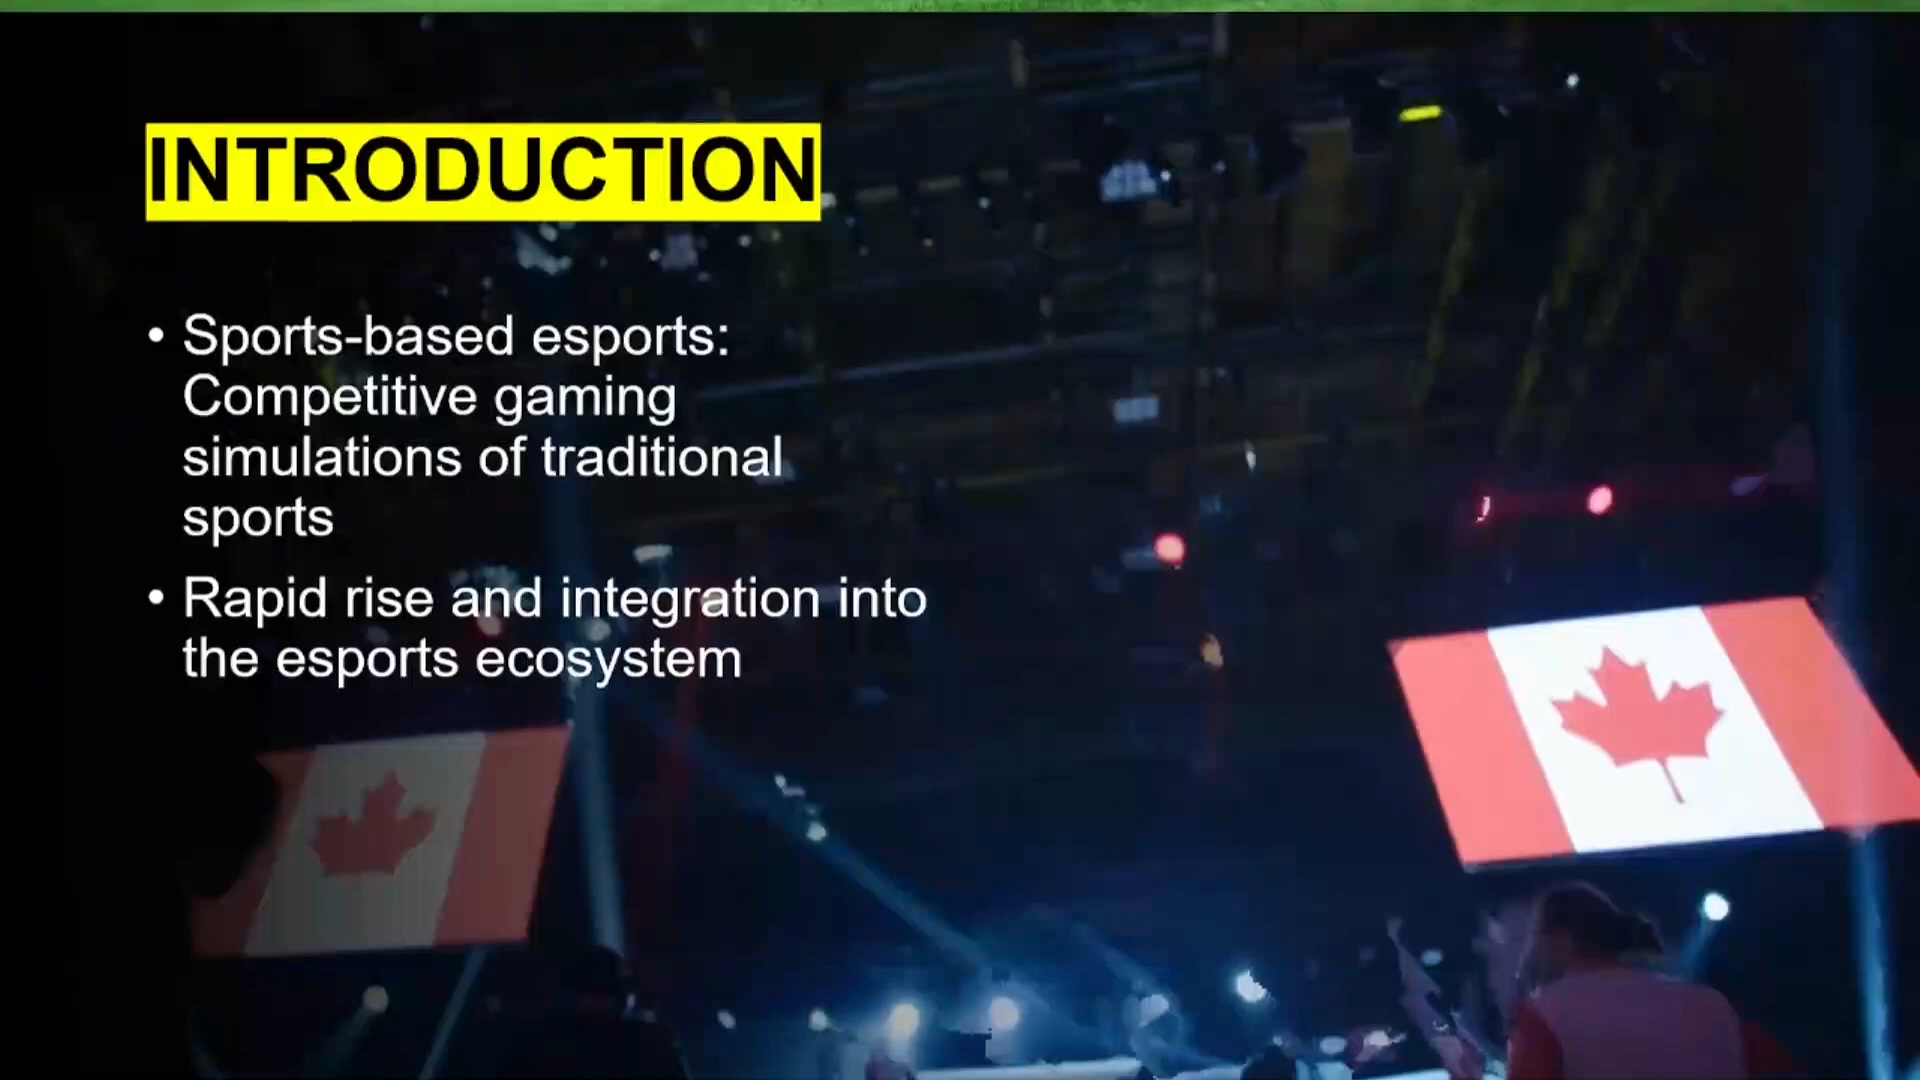 INTRODUCTION
• Sports-based esports:
Competitive gaming
simulations of traditional
sports
• Rapid rise and integration into
the esports ecosystem